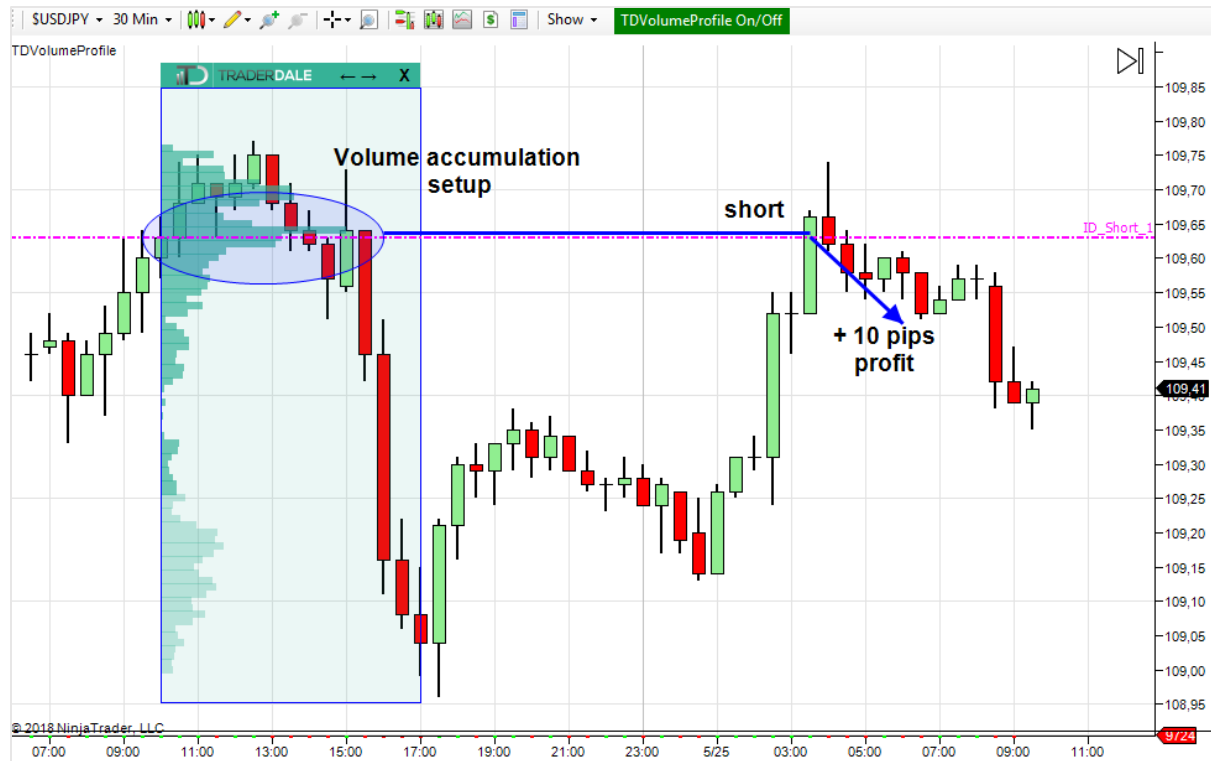 $USDJPY 30 Min Show TDVolumeProfile On/Off
TDVolumeProfile
TD TRADERDALE ← → X
109,85
109,80
Volume accumulation
setup
109,75
short
109,70
109,65
ID_Short_1
109,60
109,55
+ 10 pips
profit
109,50
109,45
109,41
109,40
109,35
109,30
109,25
109,20
109,15
109,10
109,05
109,00
108,95
© 2018 NinjaTrader, LLC
9724
07:00 09:00 11:00 13:00 15:00 17:00 19:00 21:00 23:00 5/25 03:00 05:00 07:00 09:00 11:00